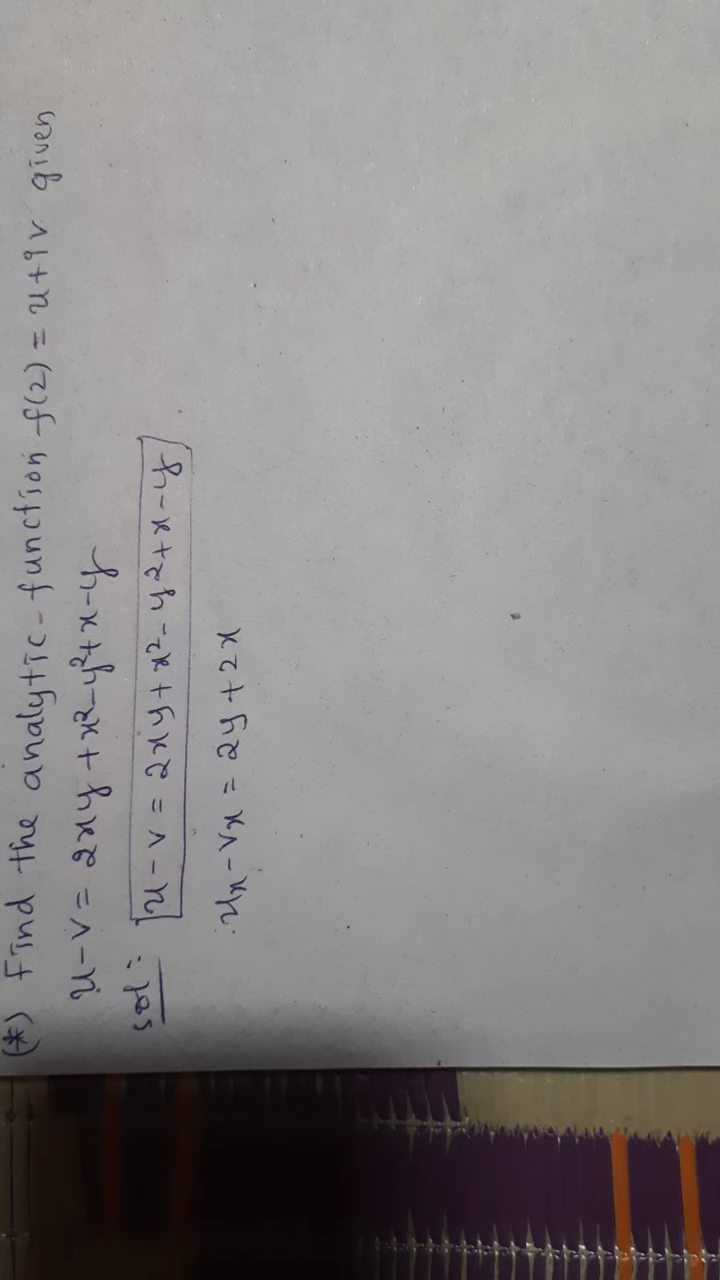 (*) Find the analytic function f(z) = u+iv given
u-v = 2xy + x²-y²+x-y
sol: u-v = 2xy + x²-y²+x-y
ux-vx = 2y+2x